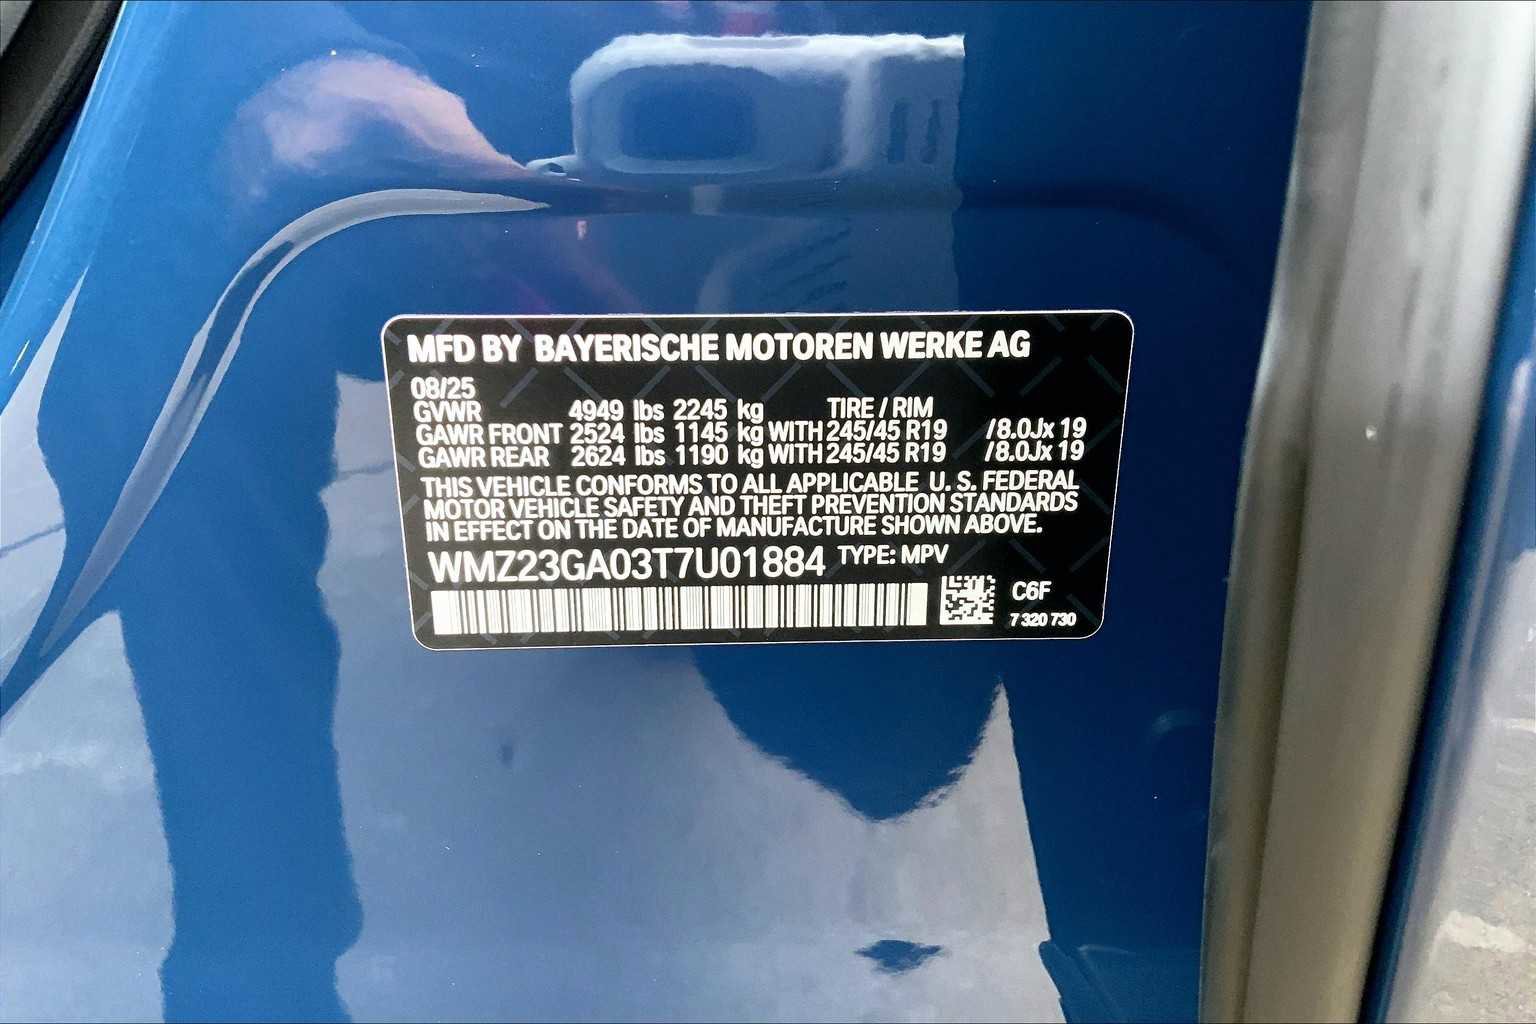 MFD BY BAYERISCHE MOTOREN WERKE AG
08/25
GVWR 4949 lbs 2245 kg TIRE / RIM
GAWR FRONT 2524 lbs 1145 kg WITH 245/45 R19 /8.0Jx 19
GAWR REAR 2624 lbs 1190 kg WITH 245/45 R19 /8.0Jx 19
THIS VEHICLE CONFORMS TO ALL APPLICABLE U. S. FEDERAL
MOTOR VEHICLE SAFETY AND THEFT PREVENTION STANDARDS
IN EFFECT ON THE DATE OF MANUFACTURE SHOWN ABOVE.
WMZ23GA03T7U01884 TYPE: MPV
C6F
7 320 730